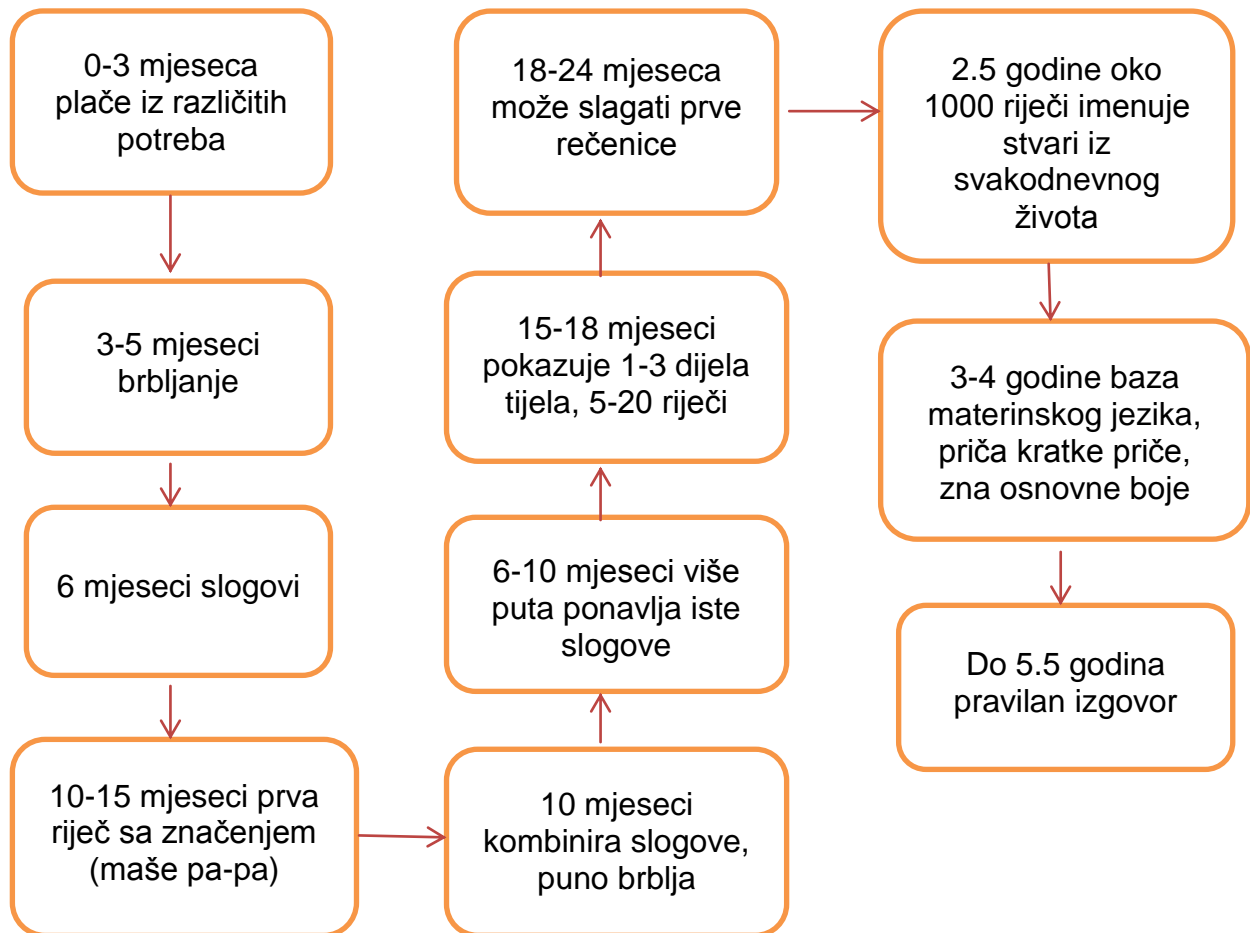 0-3 mjeseca
plače iz različitih
potreba
3-5 mjeseci
brbljanje
6 mjeseci slogovi
10-15 mjeseci prva
riječ sa značenjem
(maše pa-pa)
10 mjeseci
kombinira slogove,
puno brblja
6-10 mjeseci više
puta ponavlja iste
slogove
15-18 mjeseci
pokazuje 1-3 dijela
tijela, 5-20 riječi
18-24 mjeseca
može slagati prve
rečenice
2.5 godine oko
1000 riječi imenuje
stvari iz
svakodnevnog
života
3-4 godine baza
materinskog jezika,
priča kratke priče,
zna osnovne boje
Do 5.5 godina
pravilan izgovor